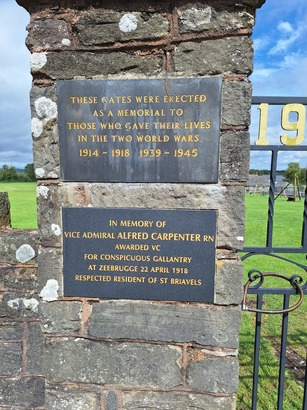 THESE GATES WERE ERECTED
AS A MEMORIAL TO
THOSE WHO GAVE THEIR LIVES
IN THE TWO WORLD WARS
1914 - 1918 1939 - 1945
IN MEMORY OF
VICE ADMIRAL ALFRED CARPENTER RN
AWARDED VC
FOR CONSPICUOUS GALLANTRY
AT ZEEBRUGGE 22 APRIL 1918
RESPECTED RESIDENT OF ST BRIAVELS
19